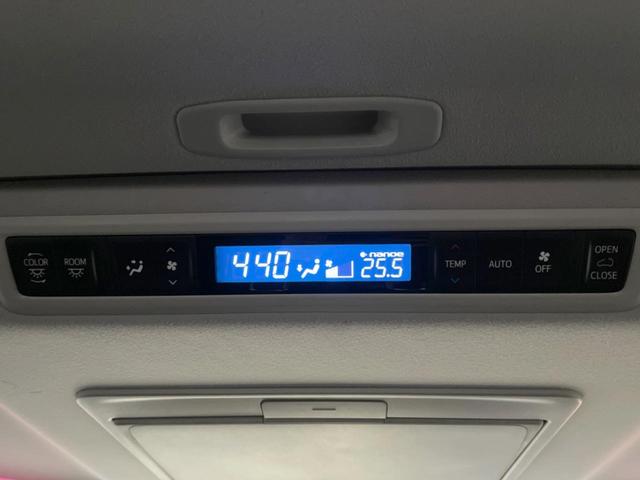 COLOR
ROOM
440
nanoe
25.5
TEMP
AUTO
OFF
OPEN
CLOSE